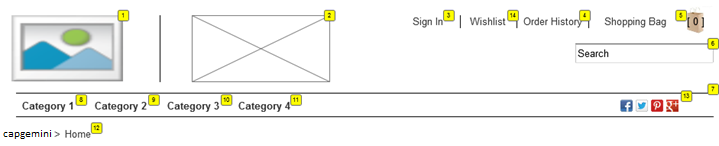 1 2 Sign In 3 | Wishlist 14 | Order History 4 Shopping Bag 5 [ 0 ]
Search 6
7
Category 1 8 Category 2 9 Category 3 10 Category 4 11 13
capgemini > Home 12